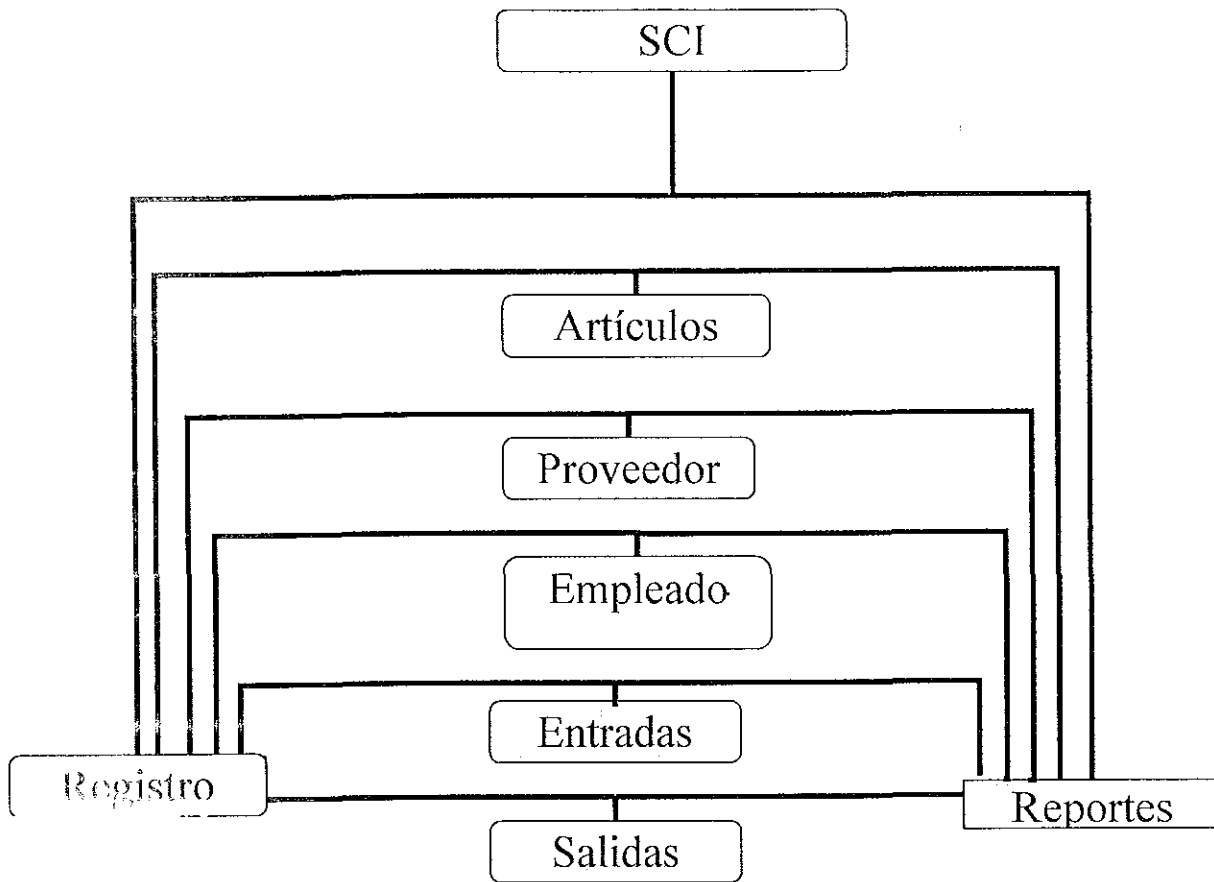 SCI
Artículos
Proveedor
Empleado
Entradas
Registro
Reportes
Salidas